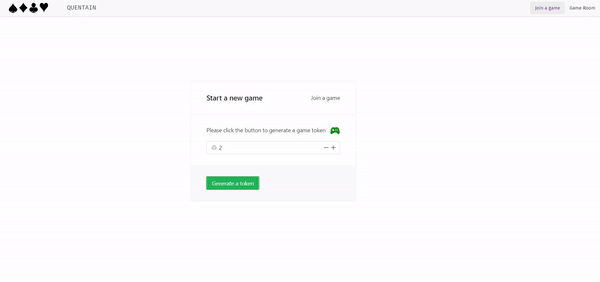 QUENTAIN
Join a game
Game Room
Start a new game
Join a game
Please click the button to generate a game token
2
Generate a token